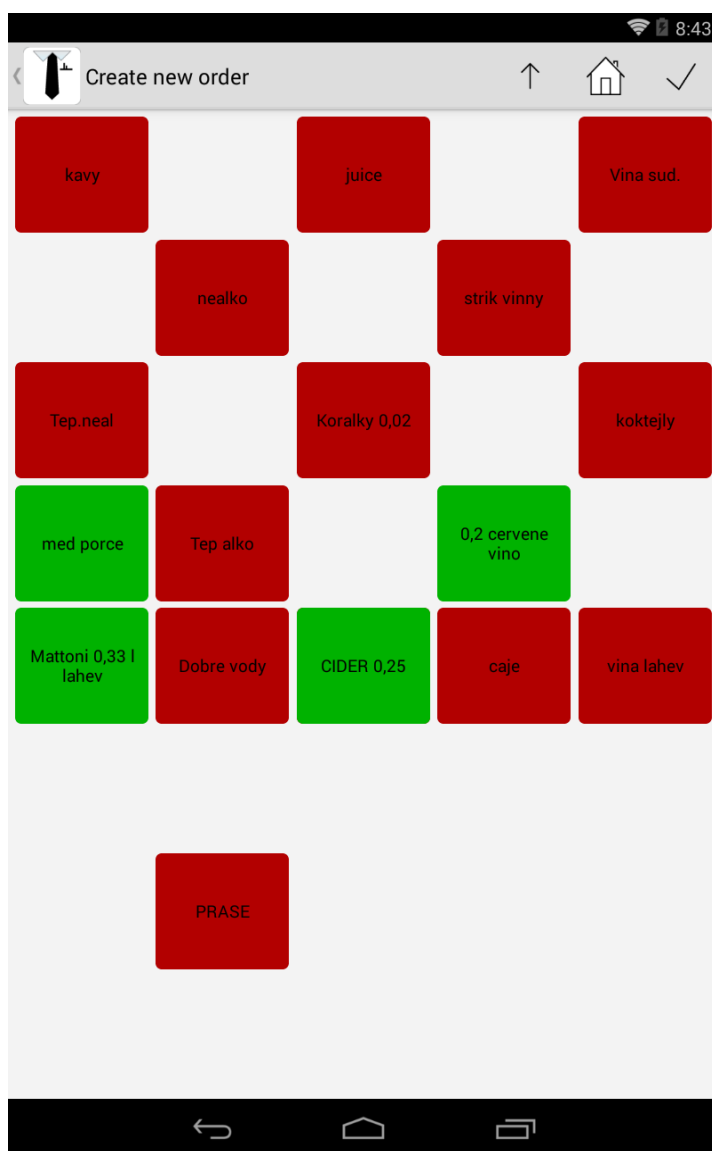 8:43
Create new order
kavy
juice
Vina sud.
nealko
strik vinny
Tep.neal
Koralky 0,02
koktejly
med porce
Tep alko
0,2 cervene
vino
Mattoni 0,33 l
lahev
Dobre vody
CIDER 0,25
caje
vina lahev
PRASE